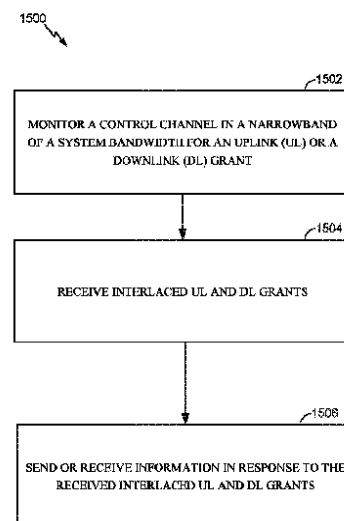 1500
1502
MONITOR A CONTROL CHANNEL IN A NARROWBAND
OF A SYSTEM BANDWIDTH FOR AN UPLINK (UL) OR A
DOWNLINK (DL) GRANT
1504
RECEIVE INTERLACED UL AND DL GRANTS
1506
SEND OR RECEIVE INFORMATION IN RESPONSE TO THE
RECEIVED INTERLACED UL AND DL GRANTS